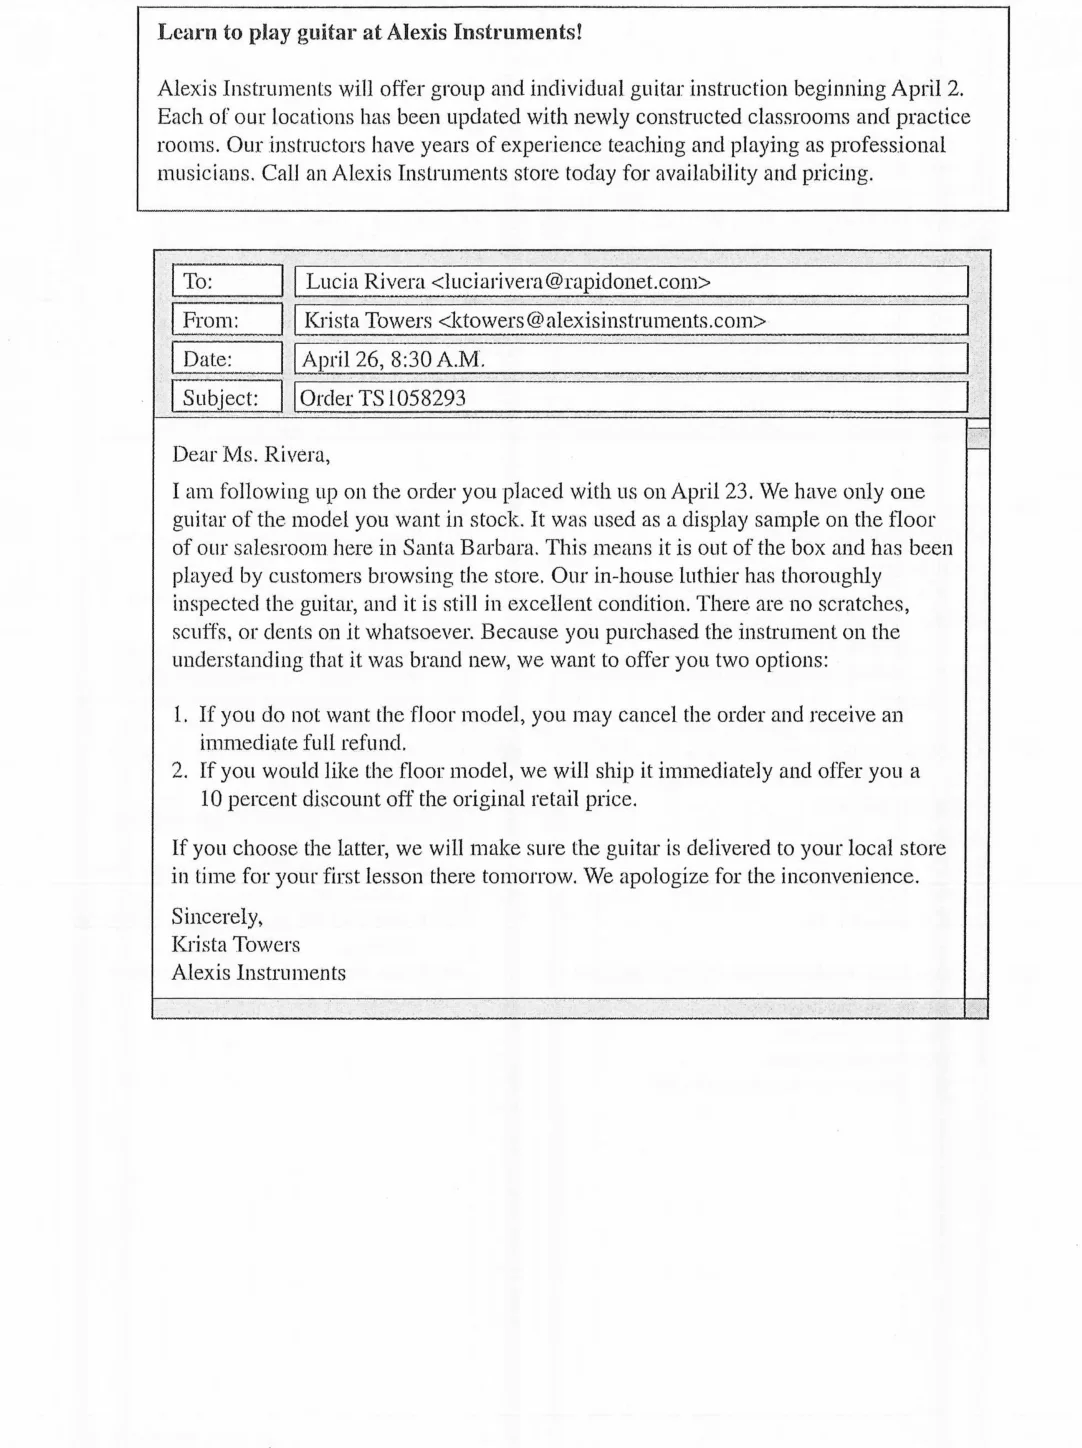 Learn to play guitar at Alexis Instruments!
Alexis Instruments will offer group and individual guitar instruction beginning April 2.
Each of our locations has been updated with newly constructed classrooms and practice
rooms. Our instructors have years of experience teaching and playing as professional
musicians. Call an Alexis Instruments store today for availability and pricing.
To: Lucia Rivera <luciarivera@rapidonet.com>
From: Krista Towers <ktowers@alexisinstruments.com>
Date: April 26, 8:30 A.M.
Subject: Order TS1058293
Dear Ms. Rivera,
I am following up on the order you placed with us on April 23. We have only one
guitar of the model you want in stock. It was used as a display sample on the floor
of our salesroom here in Santa Barbara. This means it is out of the box and has been
played by customers browsing the store. Our in-house luthier has thoroughly
inspected the guitar, and it is still in excellent condition. There are no scratches,
scuffs, or dents on it whatsoever. Because you purchased the instrument on the
understanding that it was brand new, we want to offer you two options:
1. If you do not want the floor model, you may cancel the order and receive an
immediate full refund.
2. If you would like the floor model, we will ship it immediately and offer you a
10 percent discount off the original retail price.
If you choose the latter, we will make sure the guitar is delivered to your local store
in time for your first lesson there tomorrow. We apologize for the inconvenience.
Sincerely,
Krista Towers
Alexis Instruments